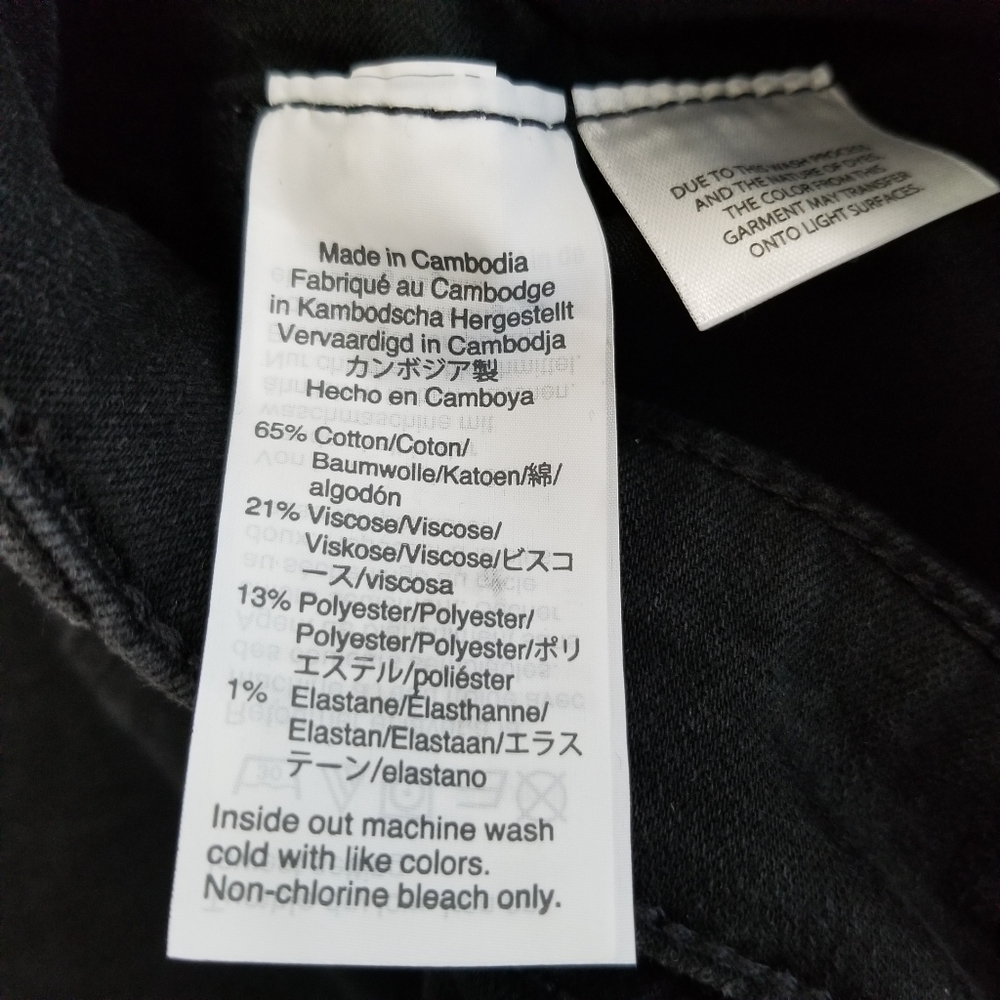 Made in Cambodia
Fabriqué au Cambodge
in Kambodscha Hergestellt
Vervaardigd in Cambodja
カンボジア製
Hecho en Camboya
65% Cotton/Coton/
Baumwolle/Katoen/綿/
algodón
21% Viscose/Viscose/
Viskose/Viscose/ビスコ
ース/viscosa
13% Polyester/Polyester/
Polyester/Polyester/ポリ
エステル/poliéster
1% Elastane/Élasthanne/
Elastan/Elastaan/エラス
テーン/elastano
Inside out machine wash
cold with like colors.
Non-chlorine bleach only.
DUE TO THIS WASH PROCESS
AND THE NATURE OF DYES,
THE COLOR FROM THIS
GARMENT MAY TRANSFER
ONTO LIGHT SURFACES.